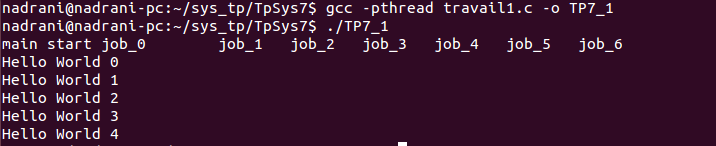 nadrani@nadrani-pc:~/sys_tp/TpSys7$ gcc -pthread travail1.c -o TP7_1
nadrani@nadrani-pc:~/sys_tp/TpSys7$ ./TP7_1
main start job_0 job_1 job_2 job_3 job_4 job_5 job_6
Hello World 0
Hello World 1
Hello World 2
Hello World 3
Hello World 4